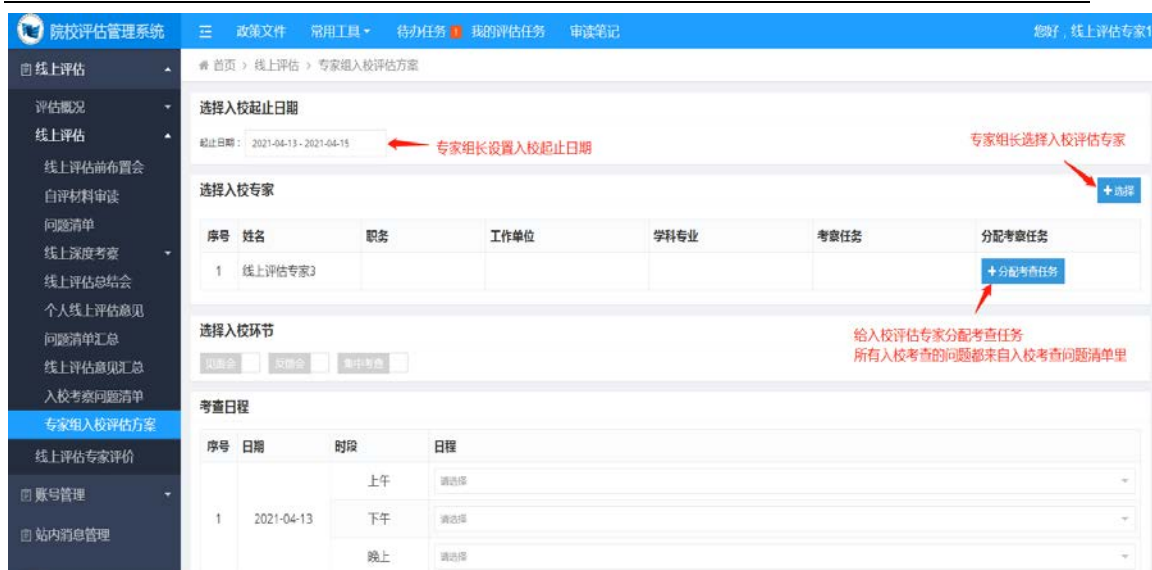 院校评估管理系统
政策文件 常用工具 待办任务 1 我的评估任务 审读笔记
您好，线上评估专家1
线上评估
首页 > 线上评估 > 专家组入校评估方案
评估概况
线上评估
线上评估前布置会
自评材料审读
问题清单
线上深度考察
线上评估总结会
个人线上评估意见
问题清单汇总
线上评估意见汇总
入校考察问题清单
专家组入校评估方案
线上评估专家评价
账号管理
站内消息管理
选择入校起止日期
起止日期： 2021-04-13 - 2021-04-15
专家组长设置入校起止日期
专家组长选择入校评估专家
选择入校专家
+选择
序号 姓名 职务 工作单位 学科专业 考察任务 分配考察任务
1 线上评估专家3 +分配考查任务
给入校评估专家分配考查任务
所有入校考查的问题都来自入校考查问题清单里
选择入校环节
见面会 反馈会 集中考查
考查日程
序号 日期 时段 日程
1 2021-04-13
上午 请选择
下午 请选择
晚上 请选择